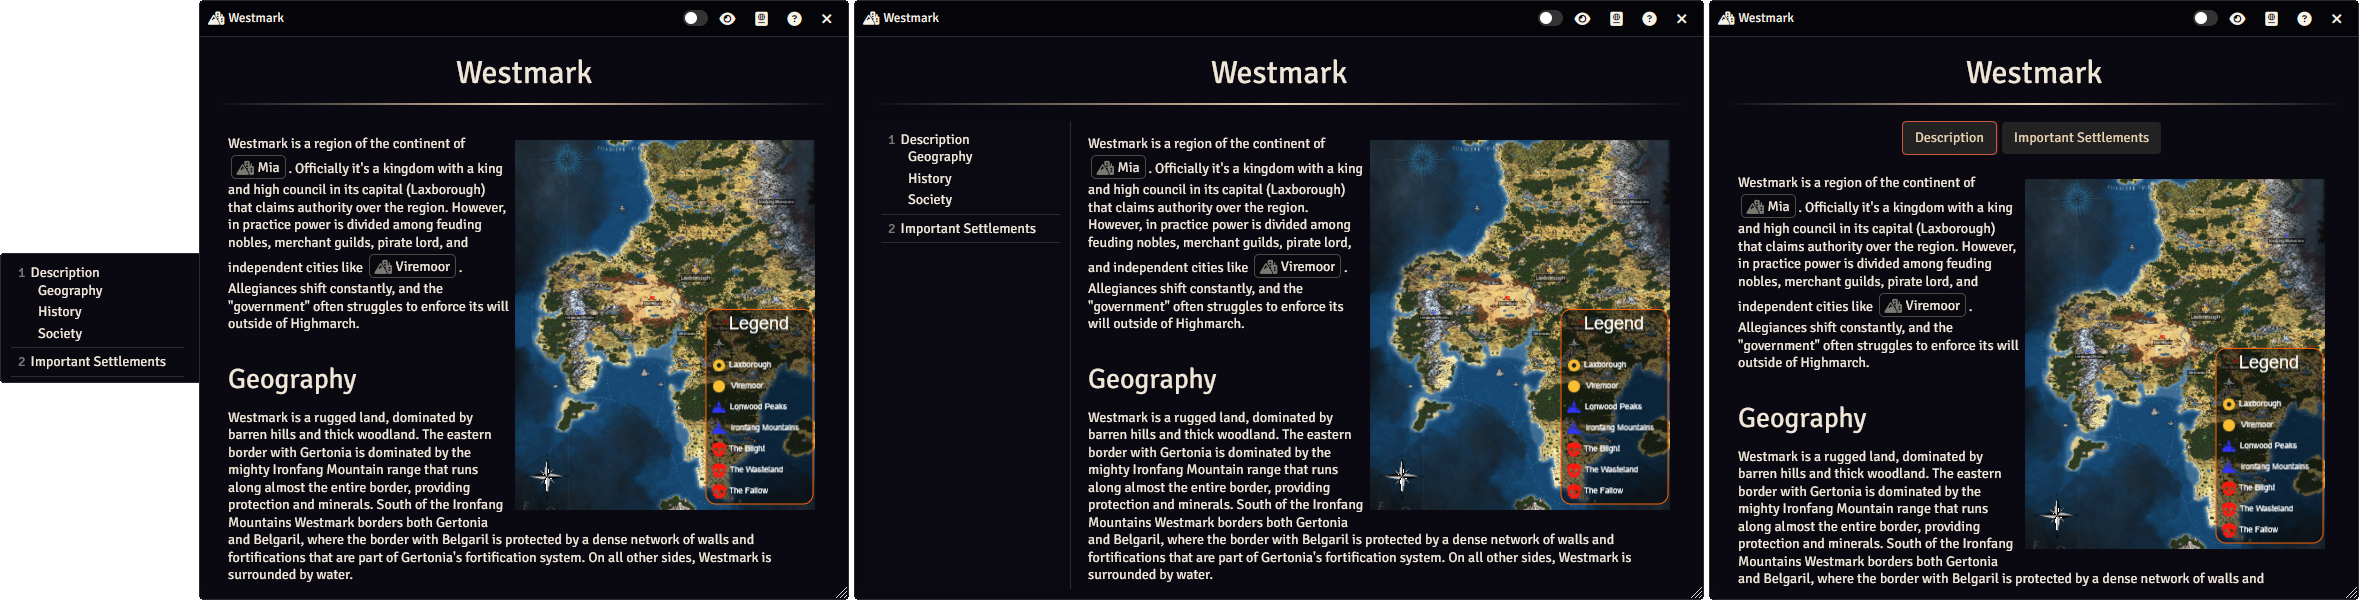 Westmark
Westmark
1 Description
Geography
History
Society
2 Important Settlements
Westmark is a region of the continent of
Mia . Officially it's a kingdom with a king
and high council in its capital (Laxborough)
that claims authority over the region. However,
in practice power is divided among feuding
nobles, merchant guilds, pirate lord, and
independent cities like Viremoor .
Allegiances shift constantly, and the
"government" often struggles to enforce its will
outside of Highmarch.
Legend
Laxborough
Viremoor
Lonwood Peaks
Ironfang Mountains
The Blight
The Wasteland
The Fallow
Geography
Westmark is a rugged land, dominated by
barren hills and thick woodland. The eastern
border with Gertonia is dominated by the
mighty Ironfang Mountain range that runs
along almost the entire border, providing
protection and minerals. South of the Ironfang
Mountains Westmark borders both Gertonia
and Belgaril, where the border with Belgaril is protected by a dense network of walls and
fortifications that are part of Gertonia's fortification system. On all other sides, Westmark is
surrounded by water.
Westmark
Westmark
1 Description
Geography
History
Society
2 Important Settlements
Westmark is a region of the continent of
Mia . Officially it's a kingdom with a king
and high council in its capital (Laxborough)
that claims authority over the region.
However, in practice power is divided among
feuding nobles, merchant guilds, pirate lord,
and independent cities like Viremoor .
Allegiances shift constantly, and the
"government" often struggles to enforce its
will outside of Highmarch.
Legend
Laxborough
Viremoor
Lonwood Peaks
Ironfang Mountains
The Blight
The Wasteland
The Fallow
Geography
Westmark is a rugged land, dominated by
barren hills and thick woodland. The eastern
border with Gertonia is dominated by the
mighty Ironfang Mountain range that runs
along almost the entire border, providing
protection and minerals. South of the Ironfang
Mountains Westmark borders both Gertonia
and Belgaril, where the border with Belgaril is protected by a dense network of walls and
fortifications that are part of Gertonia's fortification system. On all other sides, Westmark is
surrounded by water.
Westmark
Westmark
Description
Important Settlements
Westmark is a region of the continent of
Mia . Officially it's a kingdom with a king
and high council in its capital (Laxborough)
that claims authority over the region. However,
in practice power is divided among feuding
nobles, merchant guilds, pirate lord, and
independent cities like Viremoor .
Allegiances shift constantly, and the
"government" often struggles to enforce its will
outside of Highmarch.
Legend
Laxborough
Viremoor
Lonwood Peaks
Ironfang Mountains
The Blight
The Wasteland
The Fallow
Geography
Westmark is a rugged land, dominated by
barren hills and thick woodland. The eastern
border with Gertonia is dominated by the
mighty Ironfang Mountain range that runs
along almost the entire border, providing
protection and minerals. South of the Ironfang
Mountains Westmark borders both Gertonia
and Belgaril, where the border with Belgaril is protected by a dense network of walls and